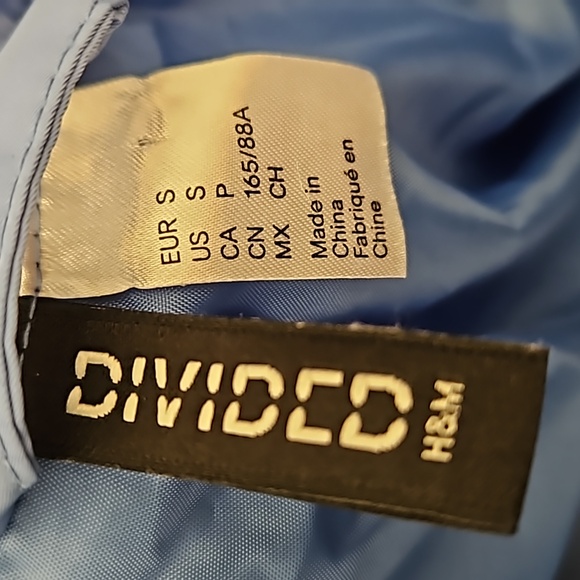 EUR S
US S
CA P
CN 165/88A
MX CH
Made in
China
Fabriqué en
Chine
DIVIDED
H&M